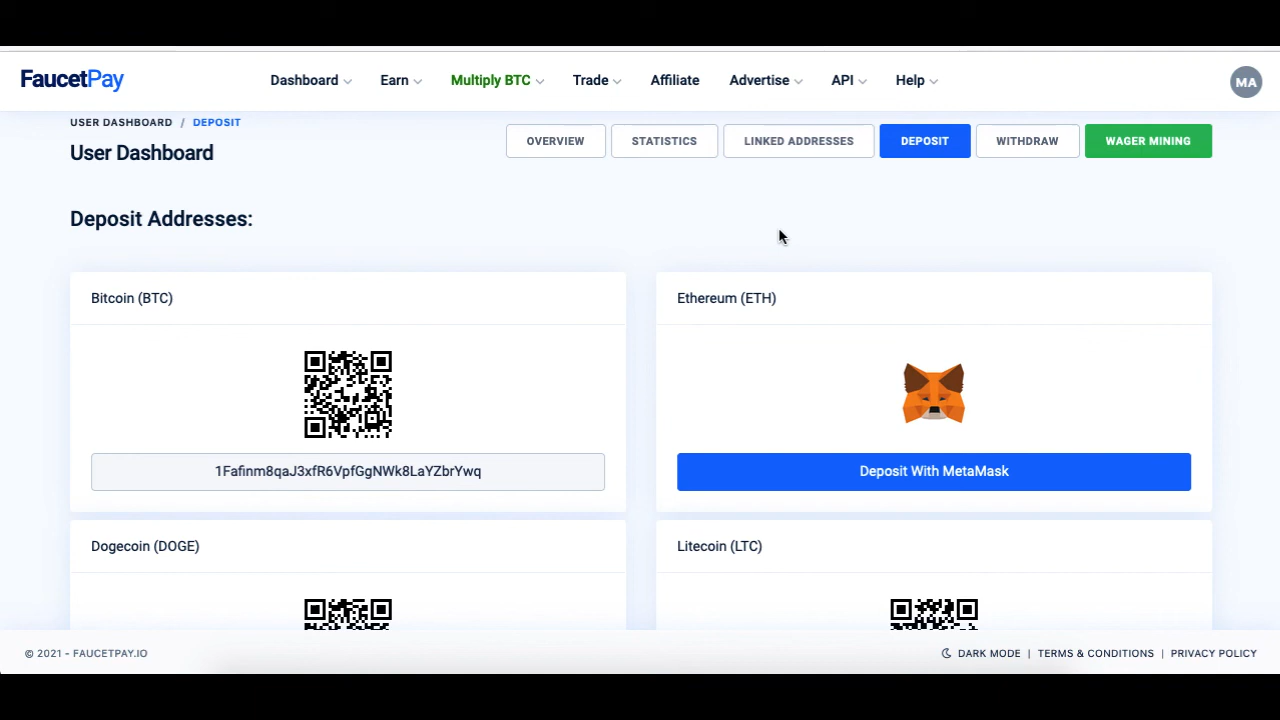 FaucetPay
Dashboard Earn Multiply BTC Trade Affiliate Advertise API Help
MA
USER DASHBOARD / DEPOSIT
User Dashboard
OVERVIEW STATISTICS LINKED ADDRESSES DEPOSIT WITHDRAW WAGER MINING
Deposit Addresses:
Bitcoin (BTC)
1Fafinm8qaJ3xfR6VpfGgNWk8LaYZbrYwq
Ethereum (ETH)
Deposit With MetaMask
Dogecoin (DOGE)
Litecoin (LTC)
© 2021 - FAUCETPAY.IO
DARK MODE | TERMS & CONDITIONS | PRIVACY POLICY